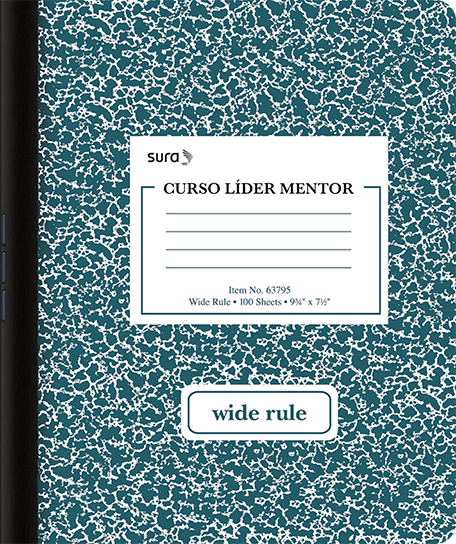 sura
CURSO LÍDER MENTOR
Item No. 63795
Wide Rule • 100 Sheets • 9¾" x 7½"
wide rule